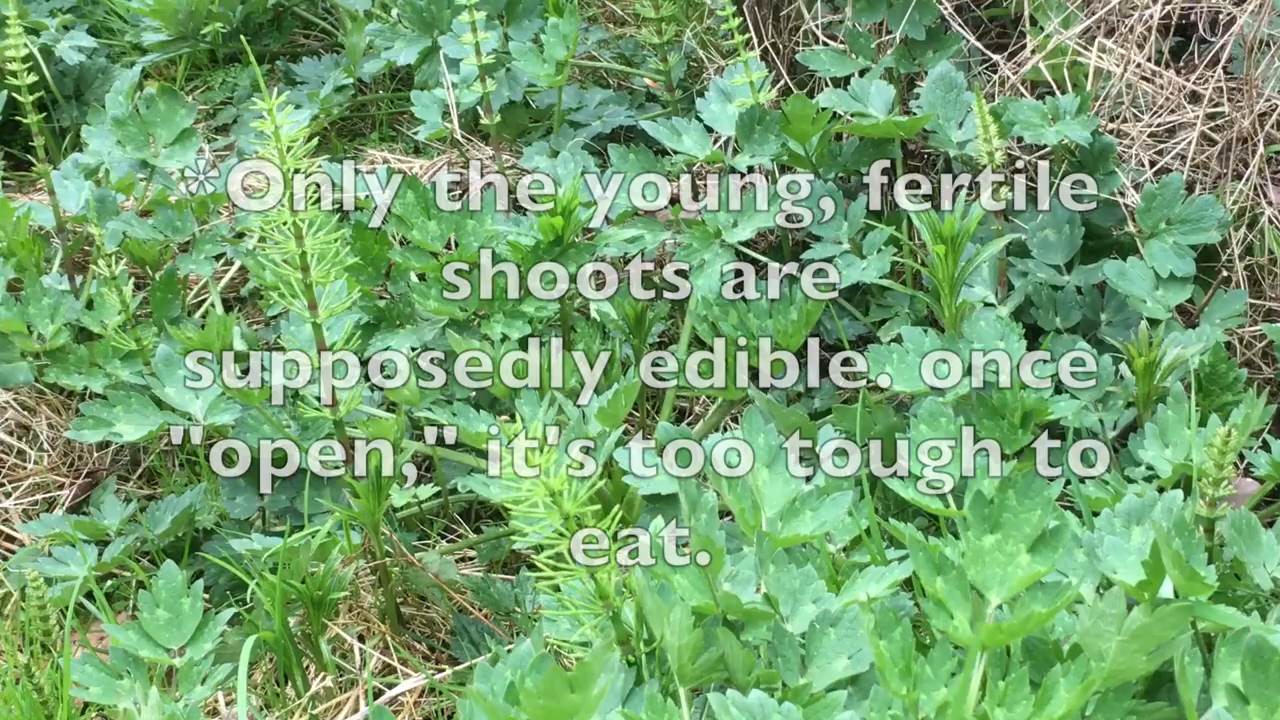 *Only the young, fertile
shoots are
supposedly edible. once
"open," it's too tough to
eat.